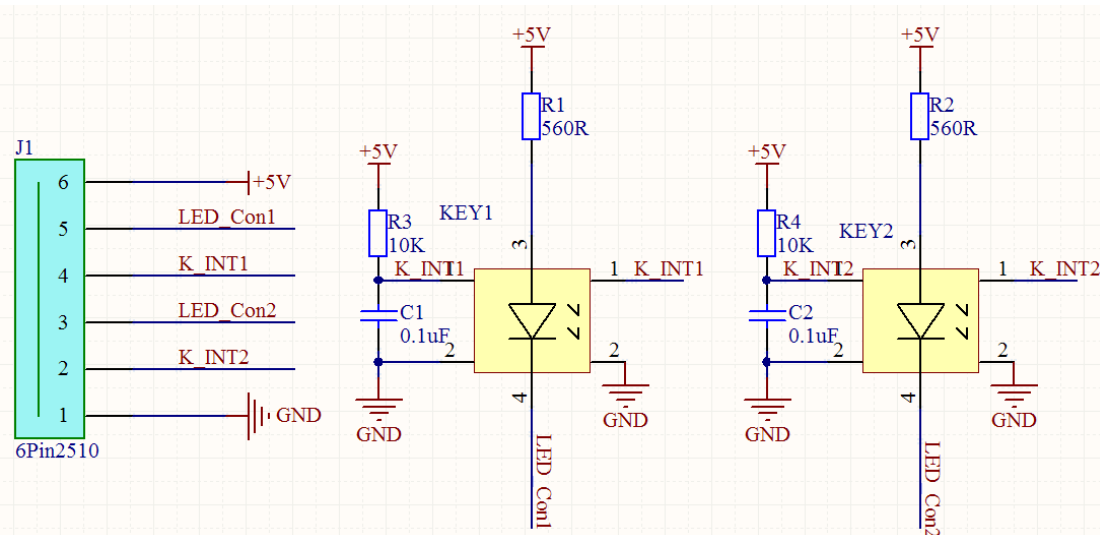 J1
6
+5V
5
LED_Con1
4
K_INT1
3
LED_Con2
2
K_INT2
1
GND
6Pin2510
+5V
R1
560R
+5V
R3
10K
KEY1
3
K_INT1
1
1
K_INT1
C1
0.1uF
2
2
GND
GND
4
LED_Con1
+5V
R2
560R
+5V
R4
10K
KEY2
3
K_INT2
1
1
K_INT2
C2
0.1uF
2
2
GND
GND
4
LED_Con2